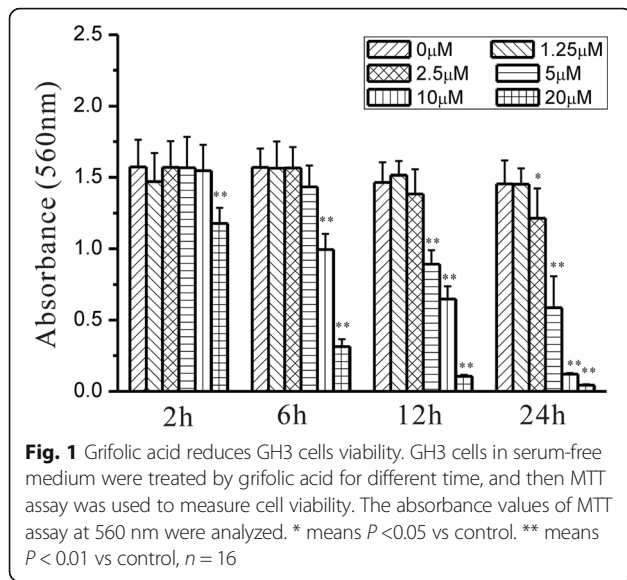 0μM 1.25μM
2.5μM 5μM
10μM 20μM
Absorbance (560nm)
2.5
2.0
1.5
1.0
0.5
0.0
** ** ** ** ** ** * ** ** **
2h 6h 12h 24h
Fig. 1 Grifolic acid reduces GH3 cells viability. GH3 cells in serum-free
medium were treated by grifolic acid for different time, and then MTT
assay was used to measure cell viability. The absorbance values of MTT
assay at 560 nm were analyzed. * means P <0.05 vs control. ** means
P < 0.01 vs control, n = 16